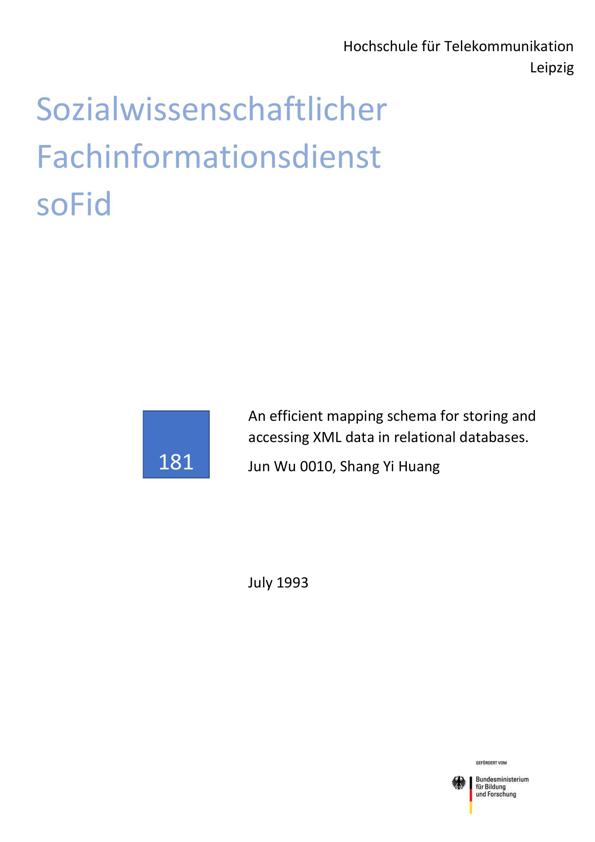 Hochschule für Telekommunikation
Leipzig
Sozialwissenschaftlicher
Fachinformationsdienst
soFid
181
An efficient mapping schema for storing and
accessing XML data in relational databases.
Jun Wu 0010, Shang Yi Huang
July 1993
GEFÖRDERT VOM
Bundesministerium
für Bildung
und Forschung